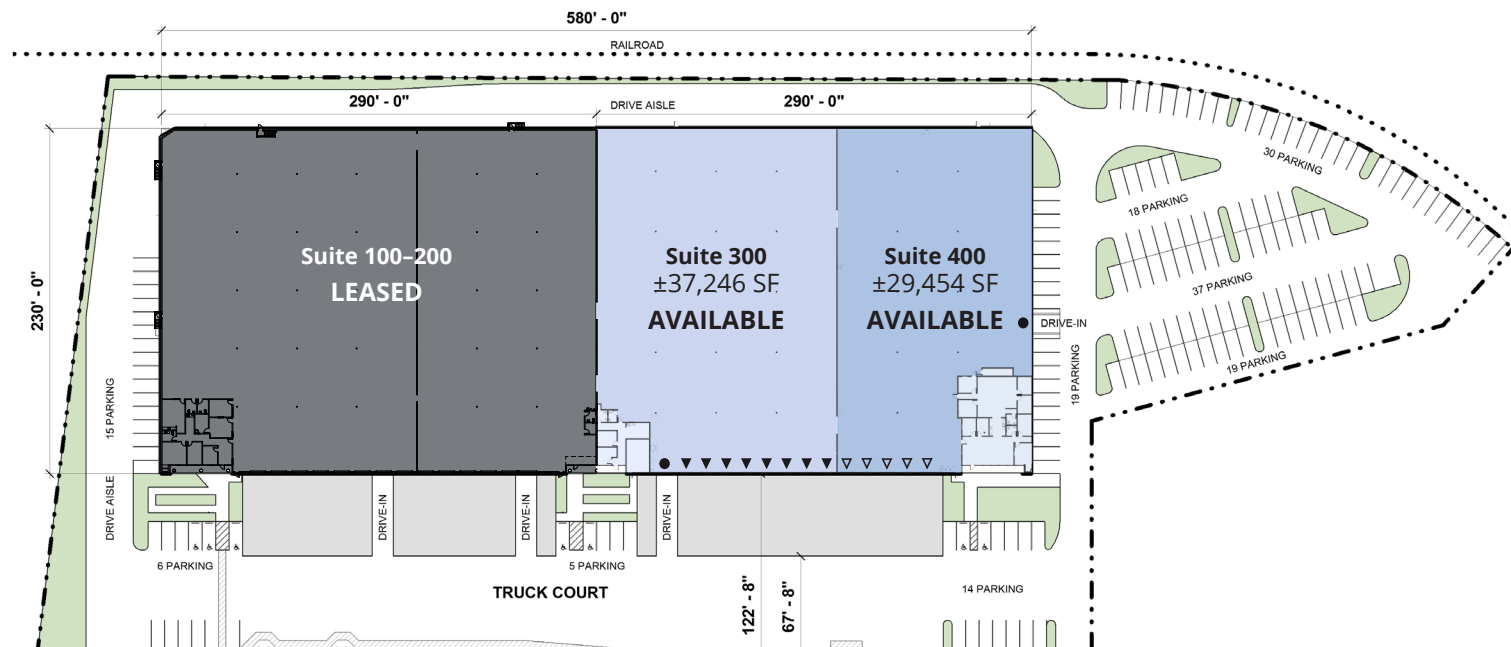 580' - 0"
RAILROAD
290' - 0"
DRIVE AISLE
290' - 0"
30 PARKING
18 PARKING
230' - 0"
Suite 100–200
LEASED
Suite 300
±37,246 SF
AVAILABLE
Suite 400
±29,454 SF
AVAILABLE
37 PARKING
DRIVE-IN
19 PARKING
19 PARKING
15 PARKING
DRIVE AISLE
DRIVE-IN
DRIVE-IN
DRIVE-IN
6 PARKING
5 PARKING
14 PARKING
TRUCK COURT
122' - 8"
67' - 8"